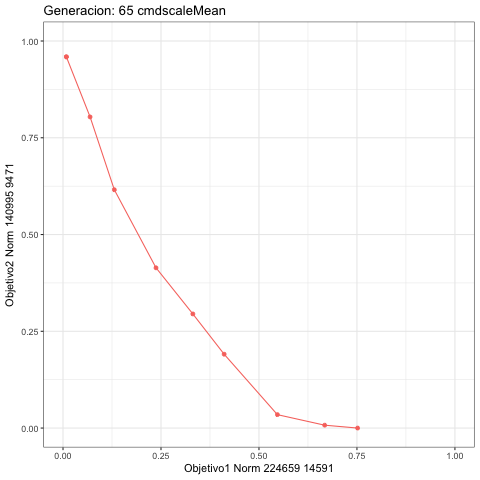 Generacion: 65 cmdscaleMean
1.00
0.75
0.50
0.25
0.00
Objetivo2 Norm 140995 9471
0.00 0.25 0.50 0.75 1.00
Objetivo1 Norm 224659 14591